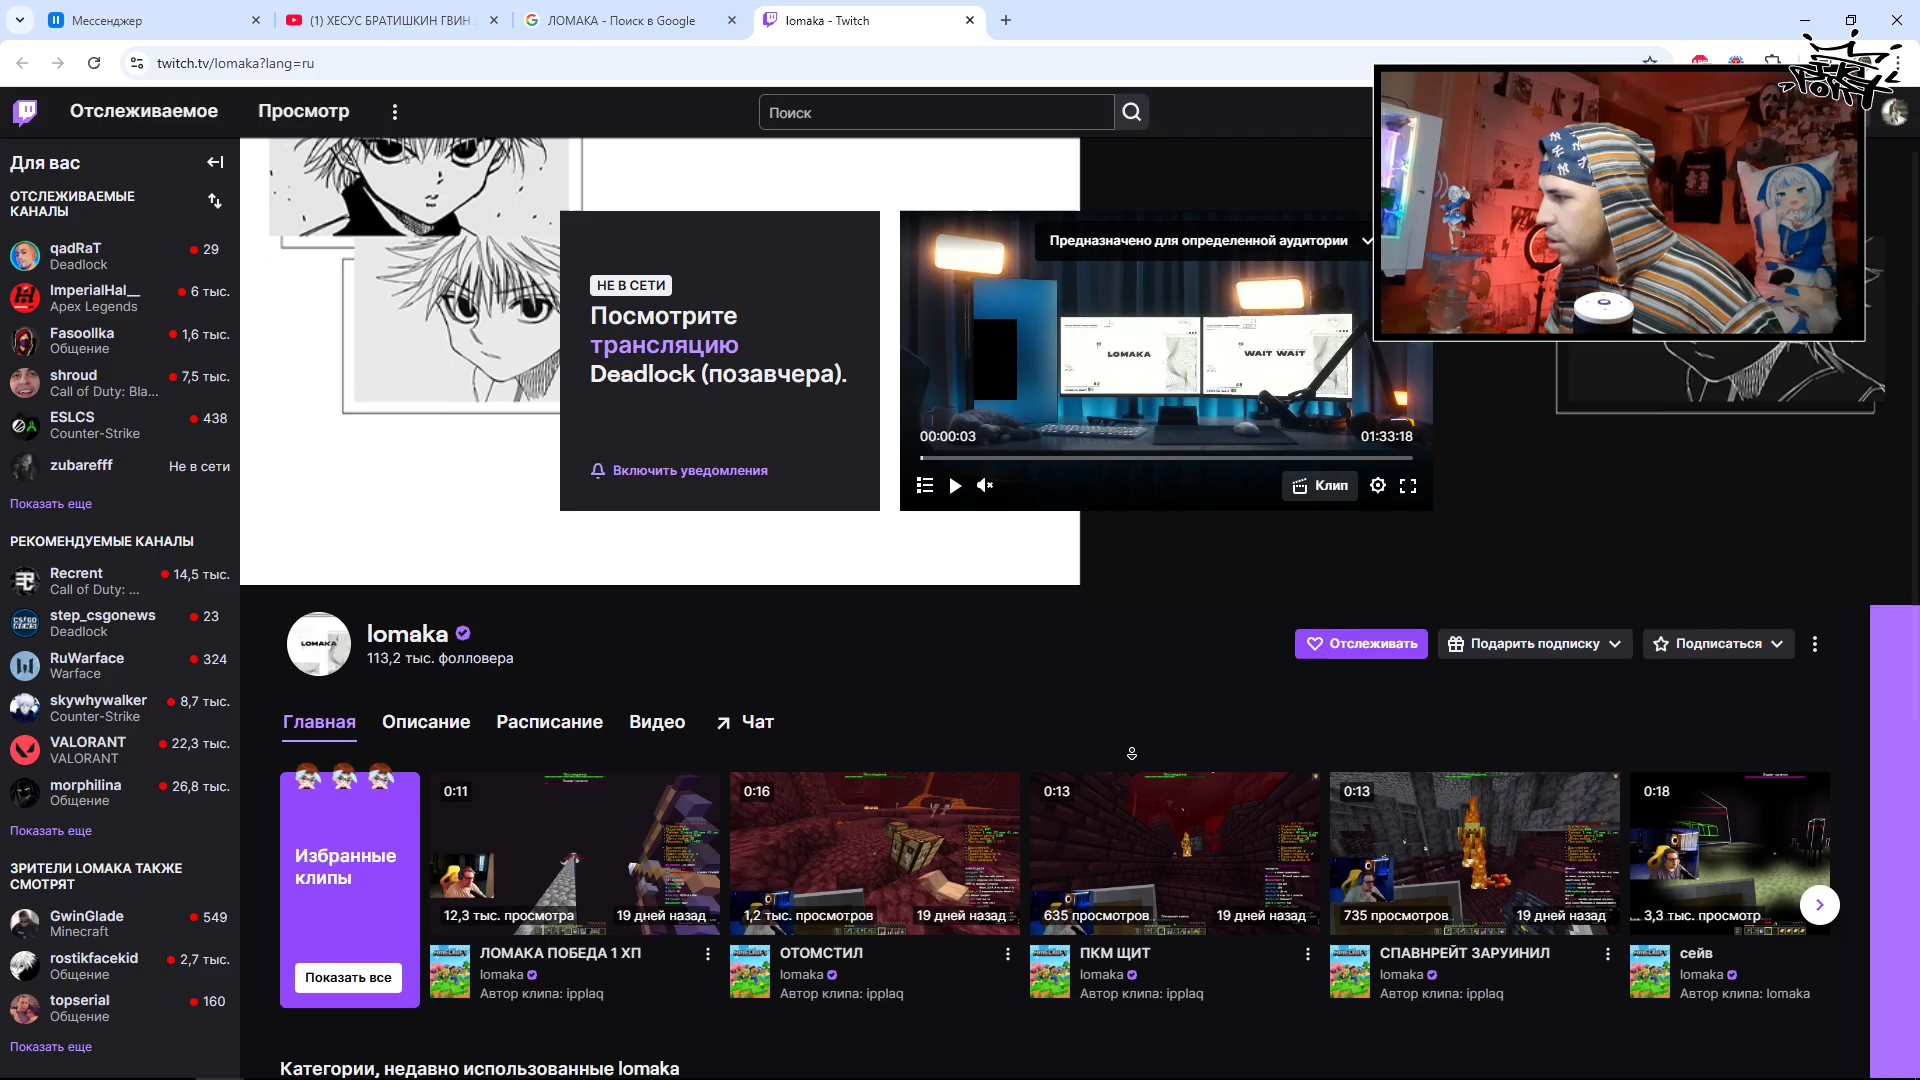 Мессенджер
(1) ХЕСУС БРАТИШКИН ГВИН
ЛОМАКА - Поиск в Google
lomaka - Twitch
twitch.tv/lomaka?lang=ru
Отслеживаемое
Просмотр
Поиск
Для вас
ОТСЛЕЖИВАЕМЫЕ
КАНАЛЫ
qadRaT
29
Deadlock
ImperialHal__
6 тыс.
Apex Legends
Fasoollka
1,6 тыс.
Общение
shroud
7,5 тыс.
Call of Duty: Bla...
ESLCS
438
Counter-Strike
zubarefff
Не в сети
Показать еще
РЕКОМЕНДУЕМЫЕ КАНАЛЫ
Recrent
14,5 тыс.
Call of Duty: ...
step_csgonews
23
Deadlock
RuWarface
324
Warface
skywhywalker
8,7 тыс.
Counter-Strike
VALORANT
22,3 тыс.
VALORANT
morphilina
26,8 тыс.
Общение
Показать еще
ЗРИТЕЛИ LOMAKA ТАКЖЕ
СМОТРЯТ
GwinGlade
549
Minecraft
rostikfacekid
2,7 тыс.
Общение
topserial
160
Общение
Показать еще
НЕ В СЕТИ
Посмотрите
трансляцию
Deadlock (позавчера).
Включить уведомления
Предназначено для определенной аудитории
LOMAKA
WAIT WAIT
00:00:03
01:33:18
Клип
LOMAKA
lomaka
113,2 тыс. фолловера
Отслеживать
Подарить подписку
Подписаться
Главная
Описание
Расписание
Видео
Чат
Избранные
клипы
Показать все
0:11
12,3 тыс. просмотра
19 дней назад
ЛОМАКА ПОБЕДА 1 ХП
lomaka
Автор клипа: ipplaq
0:16
1,2 тыс. просмотров
19 дней назад
ОТОМСТИЛ
lomaka
Автор клипа: ipplaq
0:13
635 просмотров
19 дней назад
ПКМ ЩИТ
lomaka
Автор клипа: ipplaq
0:13
735 просмотров
19 дней назад
СПАВНРЕЙТ ЗАРУИНИЛ
lomaka
Автор клипа: ipplaq
0:18
3,3 тыс. просмотр
сейв
lomaka
Автор клипа: lomaka
Категории, недавно использованные lomaka